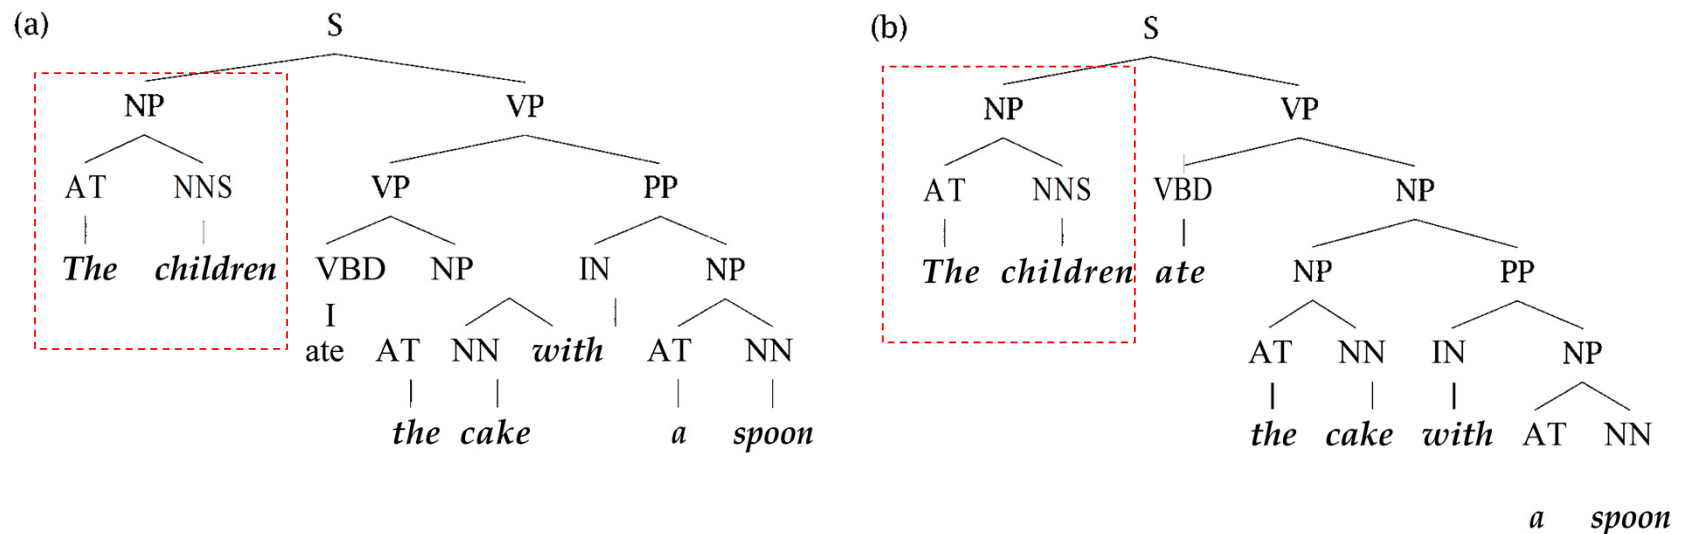 (a) S (b) S
NP VP NP VP
AT NNS VP PP AT NNS VBD NP
The children VBD NP IN NP The children ate NP PP
I
ate AT NN with AT NN AT NN IN NP
the cake a spoon the cake with AT NN
a spoon